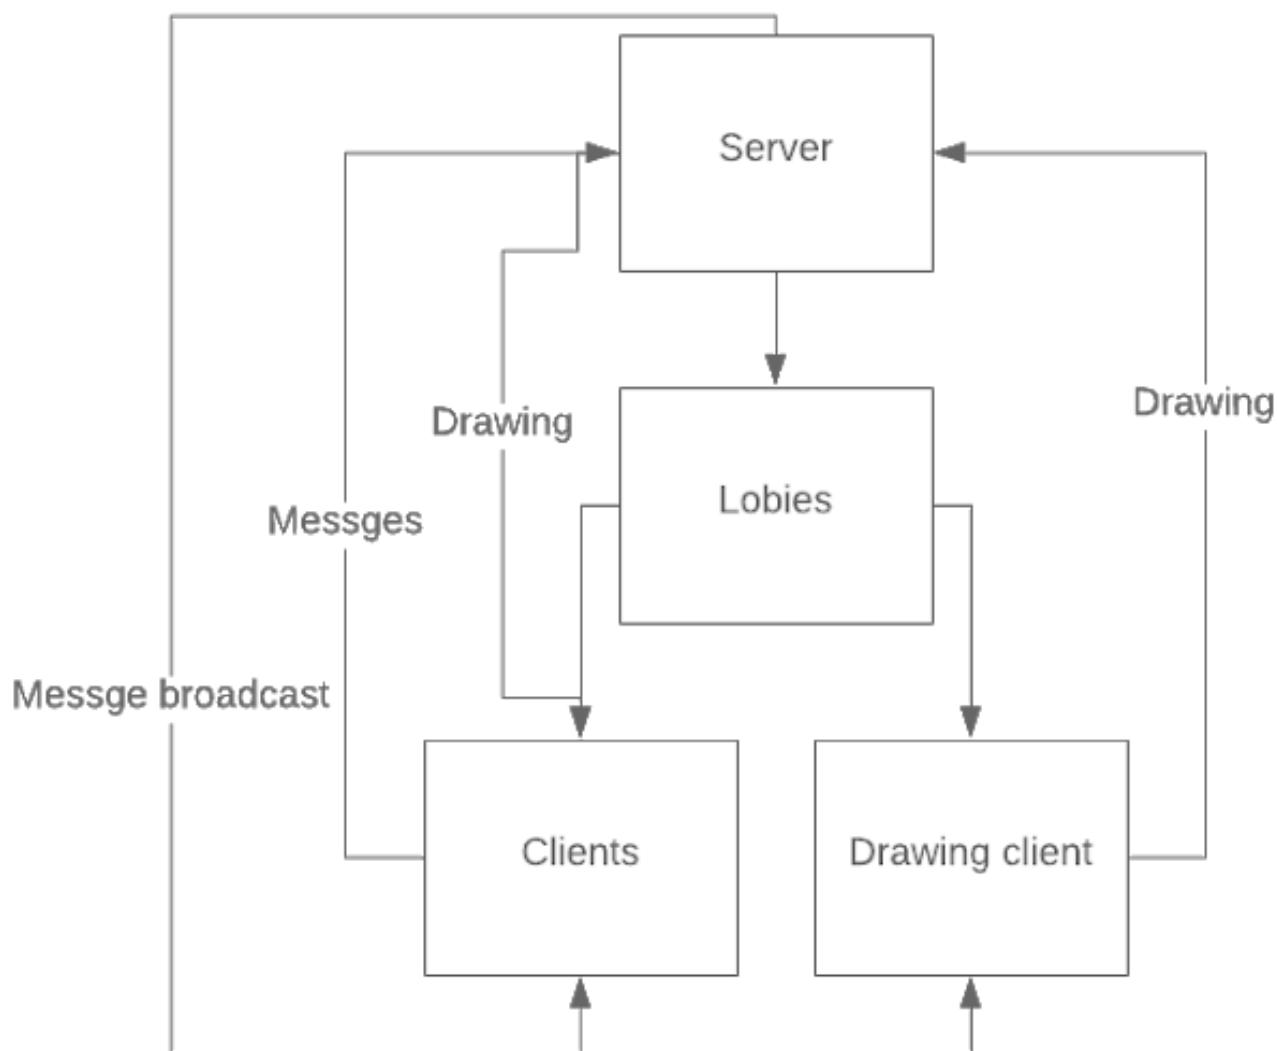 Server
Drawing
Drawing
Lobies
Messges
Messge broadcast
Clients
Drawing client